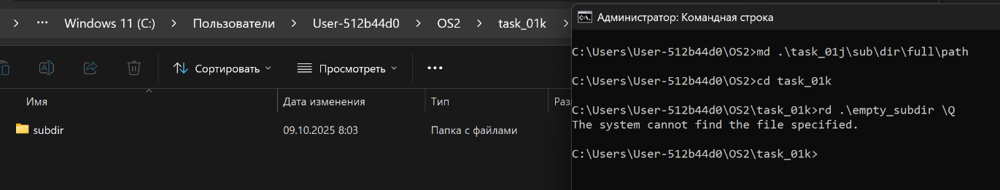 > ··· Windows 11 (C:) > Пользователи > User-512b44d0 > OS2 > task_01k >
Сортировать Просмотреть ···
Имя Дата изменения Тип
subdir 09.10.2025 8:03 Папка с файлами
Администратор: Командная строка
C:\Users\User-512b44d0\OS2>md .\task_01j\sub\dir\full\path
C:\Users\User-512b44d0\OS2>cd task_01k
C:\Users\User-512b44d0\OS2\task_01k>rd .\empty_subdir \Q
The system cannot find the file specified.
C:\Users\User-512b44d0\OS2\task_01k>